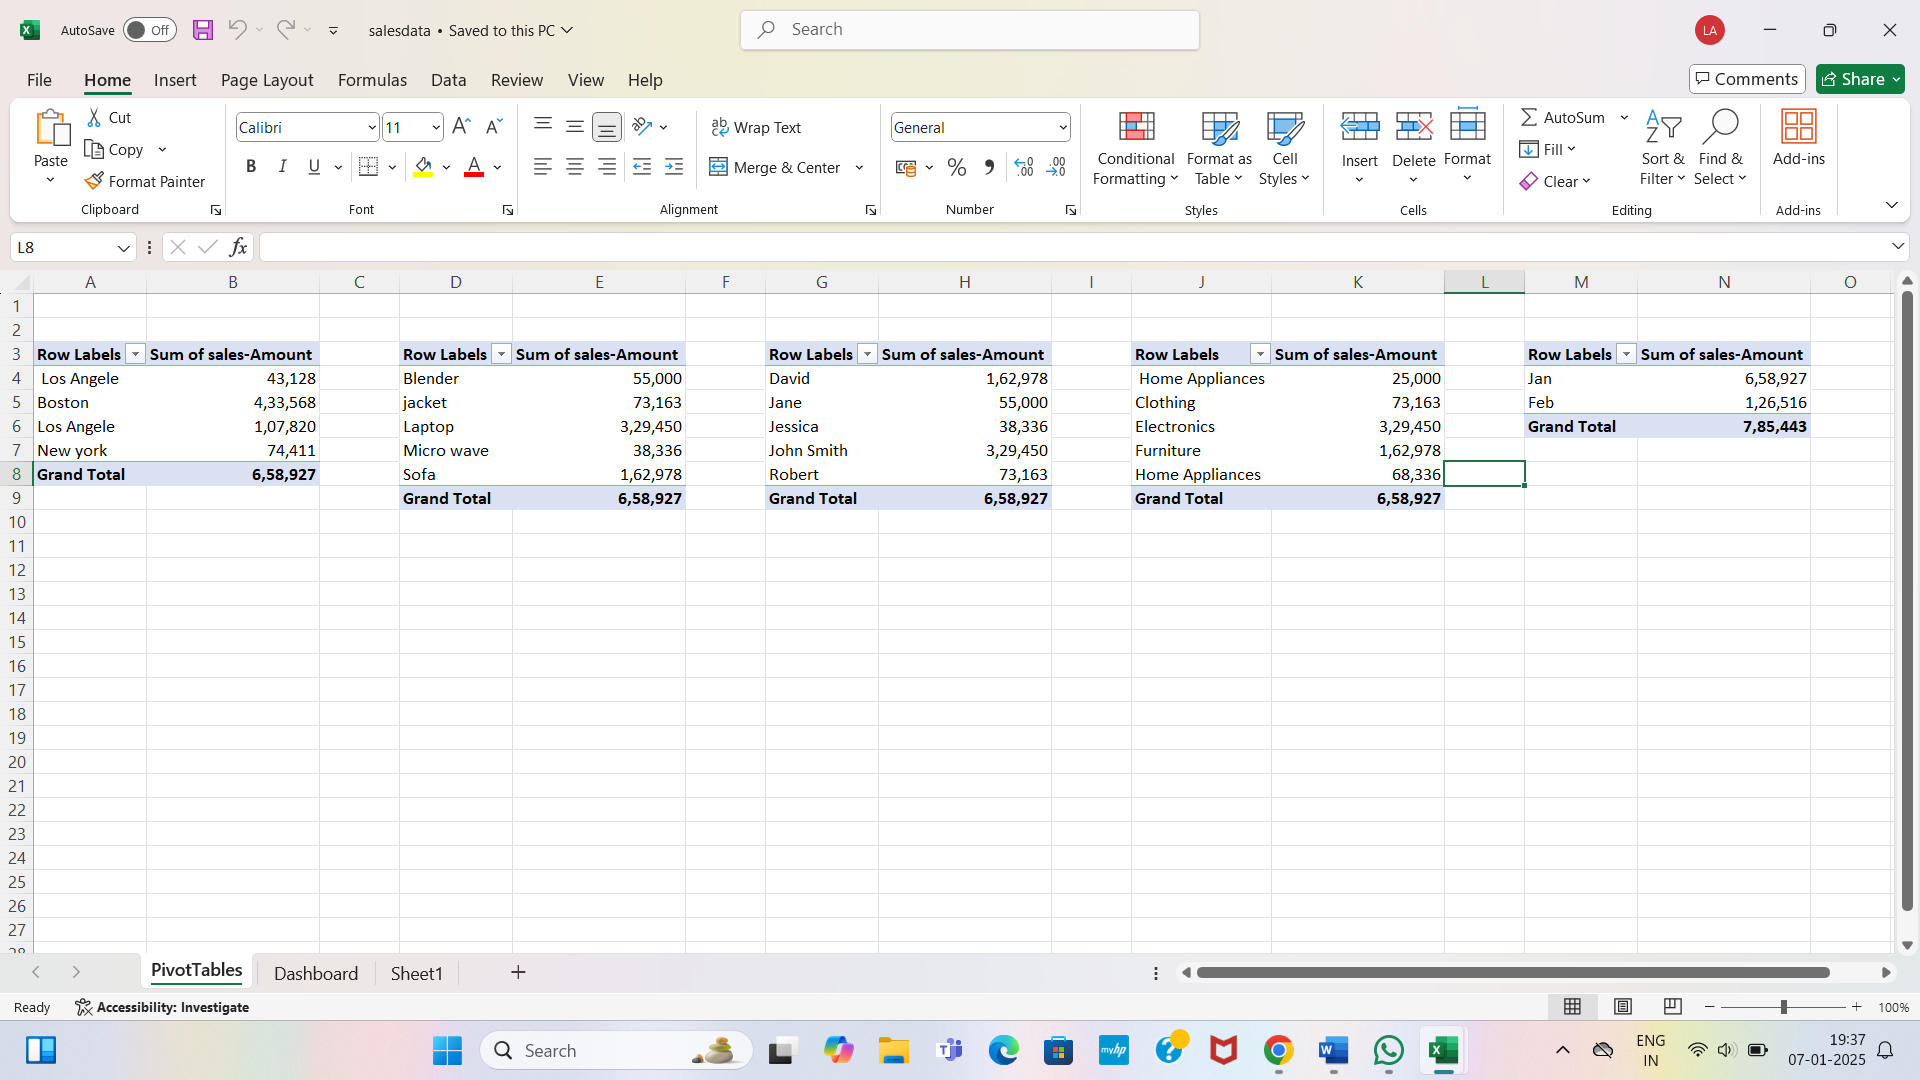 AutoSave Off salesdata • Saved to this PC Search LA
File Home Insert Page Layout Formulas Data Review View Help Comments Share
Paste Cut Copy Format Painter Clipboard
Calibri 11 B I U A Font
ab Wrap Text Merge & Center Alignment
General % Number
Conditional Formatting Format as Table Cell Styles Styles
Insert Delete Format Cells
AutoSum Fill Clear Sort & Filter Find & Select Editing
Add-ins Add-ins
L8 fx
A B C D E F G H I J K L M N O
1
2
3 Row Labels Sum of sales-Amount Row Labels Sum of sales-Amount Row Labels Sum of sales-Amount Row Labels Sum of sales-Amount Row Labels Sum of sales-Amount
4 Los Angele 43,128 Blender 55,000 David 1,62,978 Home Appliances 25,000 Jan 6,58,927
5 Boston 4,33,568 jacket 73,163 Jane 55,000 Clothing 73,163 Feb 1,26,516
6 Los Angele 1,07,820 Laptop 3,29,450 Jessica 38,336 Electronics 3,29,450 Grand Total 7,85,443
7 New york 74,411 Micro wave 38,336 John Smith 3,29,450 Furniture 1,62,978
8 Grand Total 6,58,927 Sofa 1,62,978 Robert 73,163 Home Appliances 68,336
9 Grand Total 6,58,927 Grand Total 6,58,927 Grand Total 6,58,927
10
11
12
13
14
15
16
17
18
19
20
21
22
23
24
25
26
27
28
PivotTables Dashboard Sheet1
Ready Accessibility: Investigate 100%
Search myhp ENG IN 19:37 07-01-2025